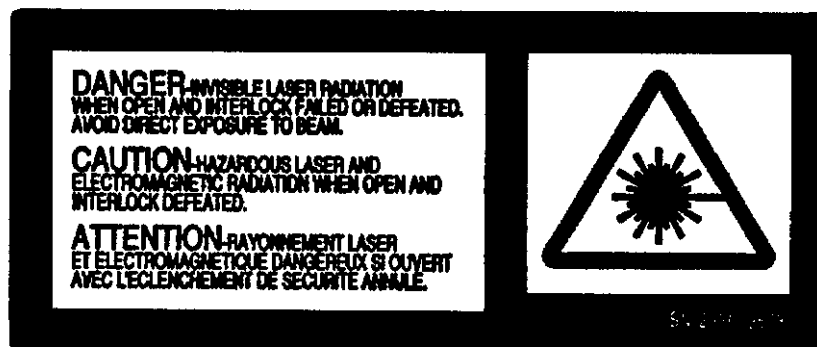 DANGER-INVISIBLE LASER RADIATION
WHEN OPEN AND INTERLOCK FAILED OR DEFEATED.
AVOID DIRECT EXPOSURE TO BEAM.
CAUTION-HAZARDOUS LASER AND
ELECTROMAGNETIC RADIATION WHEN OPEN AND
INTERLOCK DEFEATED.
ATTENTION-RAYONNEMENT LASER
ET ELECTROMAGNETIQUE DANGEREUX SI OUVERT
AVEC L'ECLENCHEMENT DE SECURITE ANNULE.